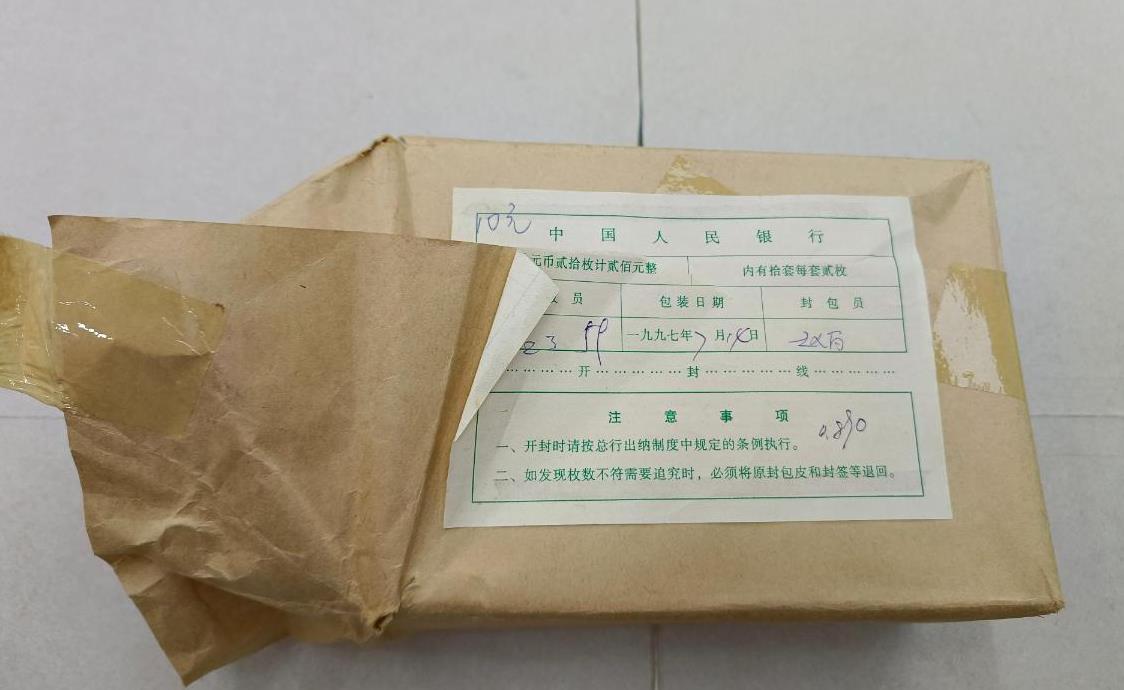 10元
中国人民银行
元币贰拾枚计贰佰元整 内有拾套每套贰枚
员 包装日期 封包员
一九九七年7月14日
……………开……………封……………线……………
注意事项
0.890
一、开封时请按总行出纳制度中规定的条例执行。
二、如发现枚数不符需要追究时，必须将原封包皮和封签等退回。